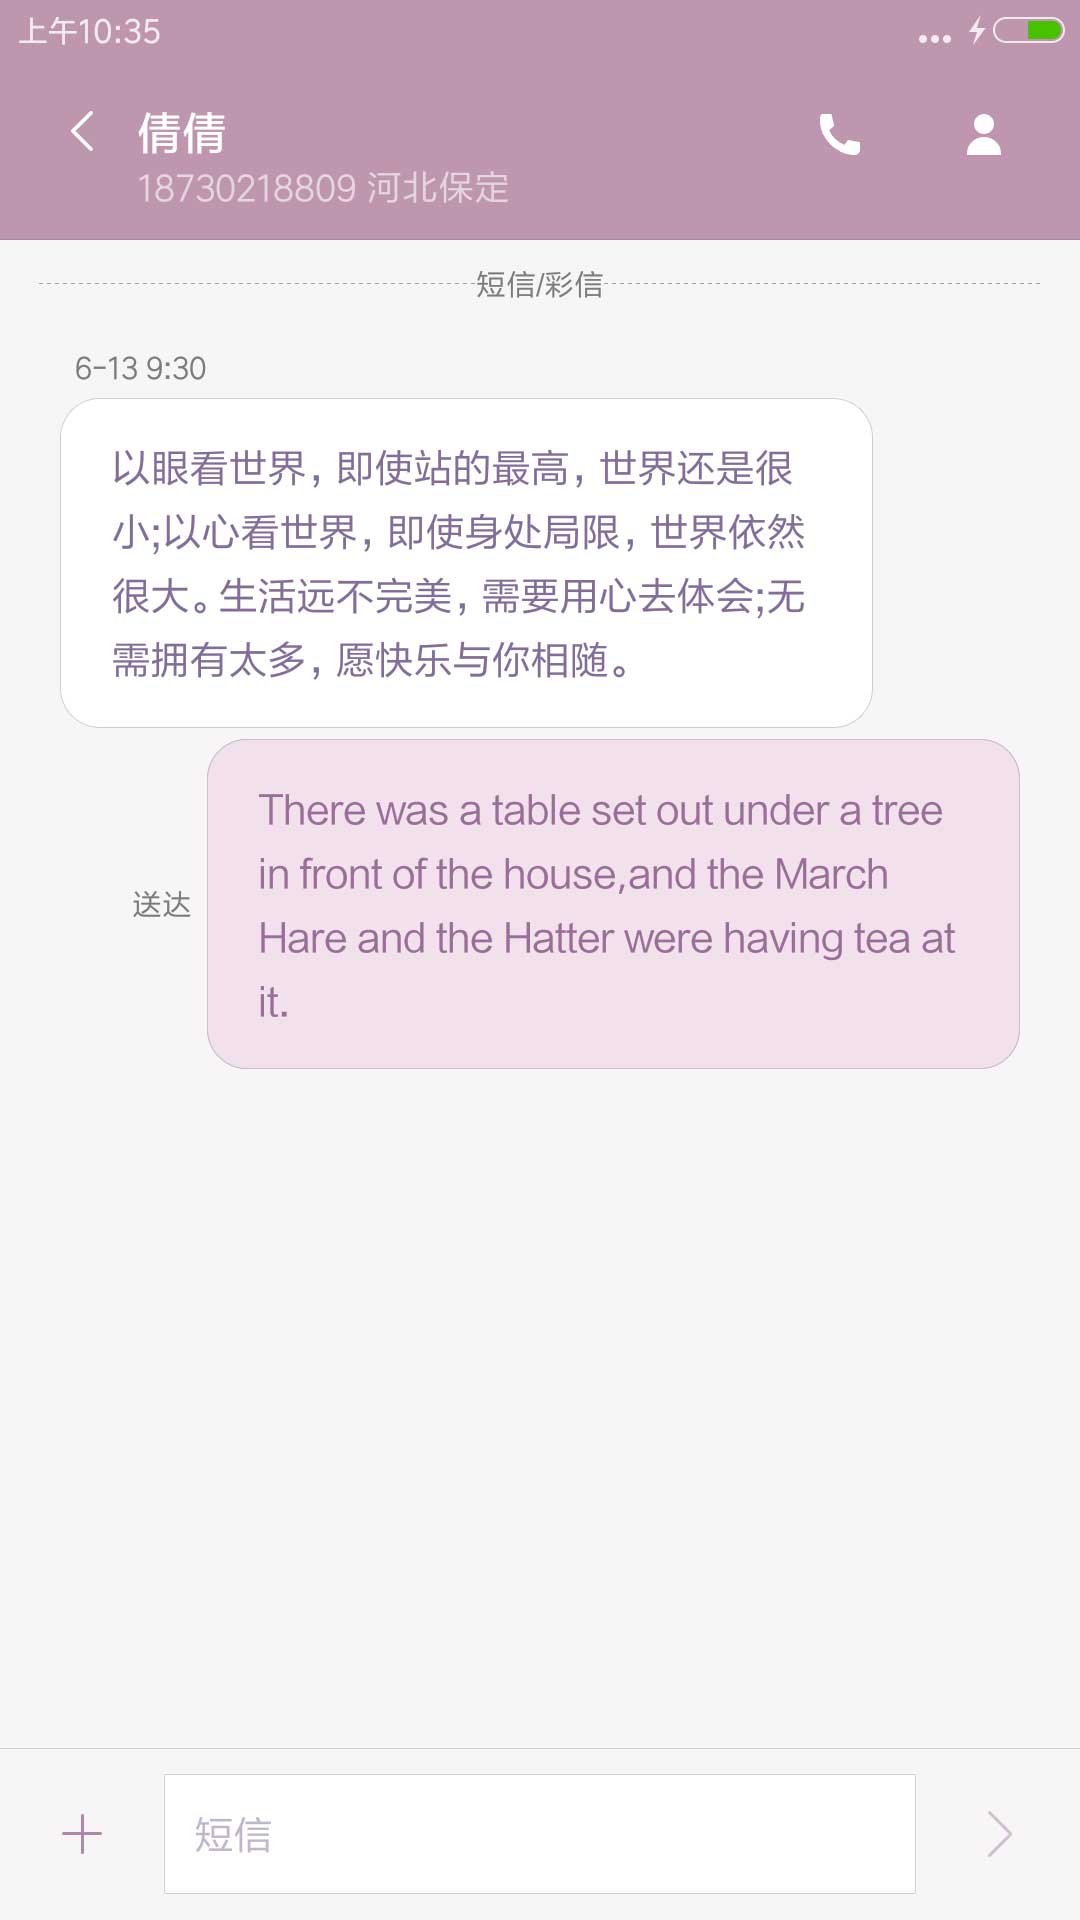 上午10:35
倩倩
18730218809 河北保定
短信/彩信
6-13 9:30
以眼看世界，即使站的最高，世界还是很
小;以心看世界，即使身处局限，世界依然
很大。生活远不完美，需要用心去体会;无
需拥有太多，愿快乐与你相随。
There was a table set out under a tree
in front of the house,and the March
Hare and the Hatter were having tea at
it.
送达
短信